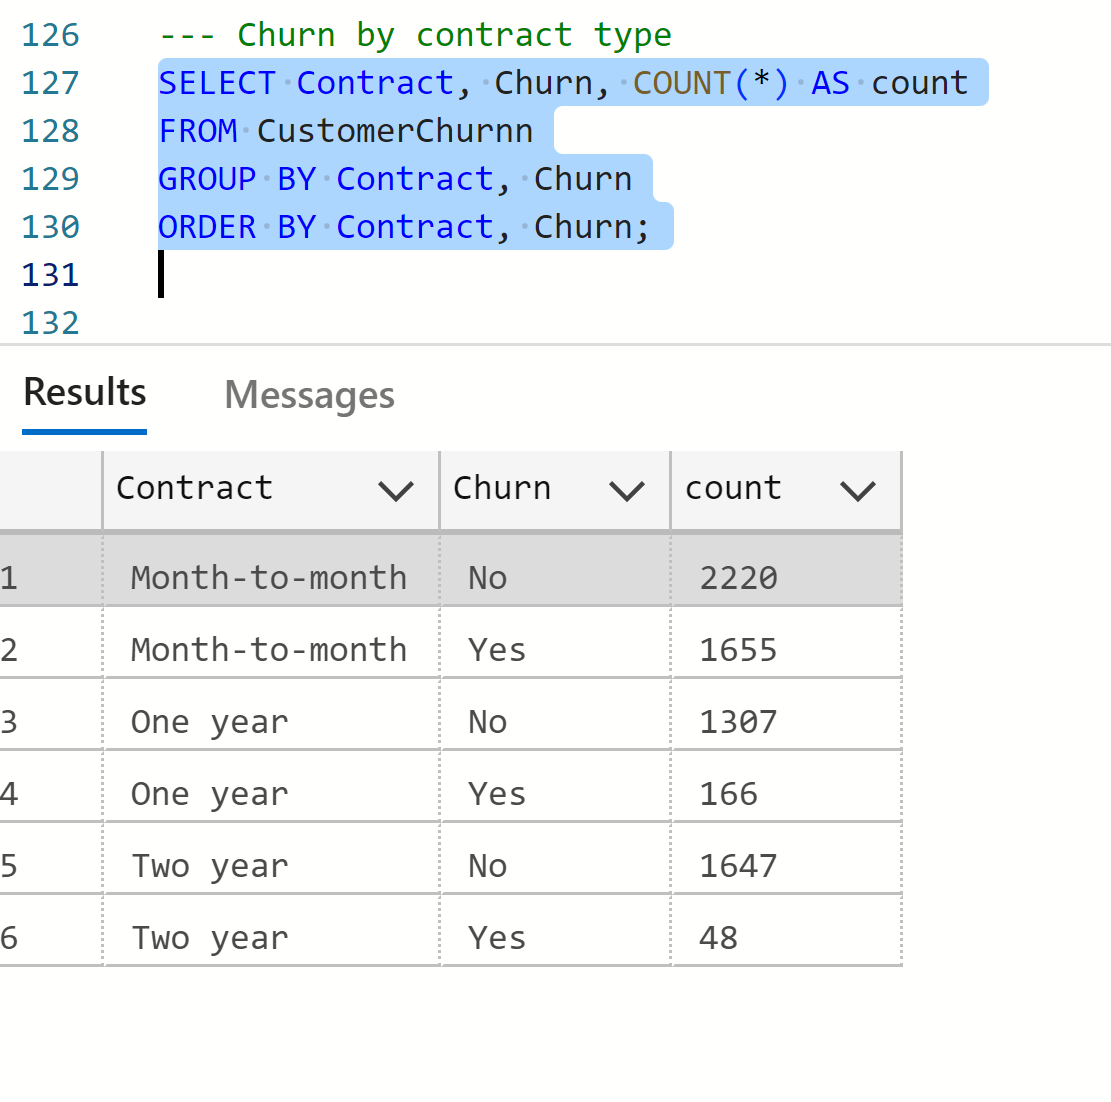 126 --- Churn by contract type
127 SELECT Contract, Churn, COUNT(*) AS count
128 FROM CustomerChurnn
129 GROUP BY Contract, Churn
130 ORDER BY Contract, Churn;
131
132
Results Messages
Contract Churn count
1 Month-to-month No 2220
2 Month-to-month Yes 1655
3 One year No 1307
4 One year Yes 166
5 Two year No 1647
6 Two year Yes 48